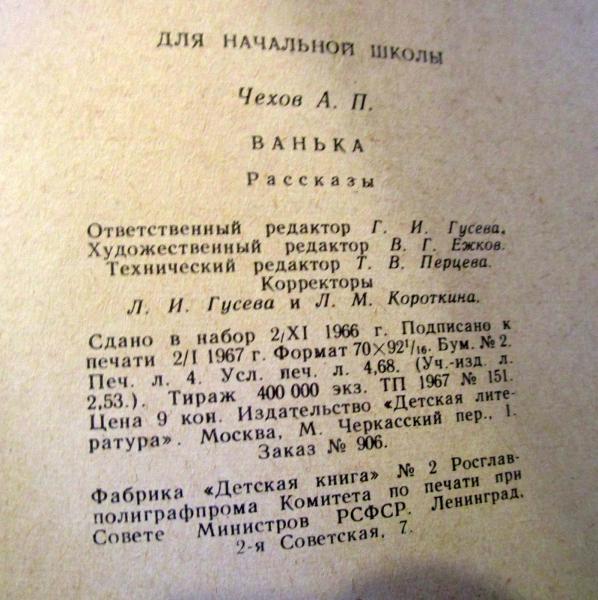 ДЛЯ НАЧАЛЬНОЙ ШКОЛЫ
Чехов А. П.
ВАНЬКА
Рассказы
Ответственный редактор Г. И. Гусева.
Художественный редактор В. Г. Ежков.
Технический редактор Т. В. Перцева.
Корректоры
Л. И. Гусева и Л. М. Короткина.
Сдано в набор 2/XI 1966 г. Подписано к
печати 2/I 1967 г. Формат 70×92¹/₁₆. Бум. № 2.
Печ. л. 4. Усл. печ. л. 4,68. (Уч.-изд. л.
2,53.). Тираж 400 000 экз. ТП 1967 № 151.
Цена 9 коп. Издательство «Детская лите-
ратура». Москва, М. Черкасский пер., 1.
Заказ № 906.
Фабрика «Детская книга» № 2 Росглав-
полиграфпрома Комитета по печати при
Совете Министров РСФСР. Ленинград,
2-я Советская, 7.